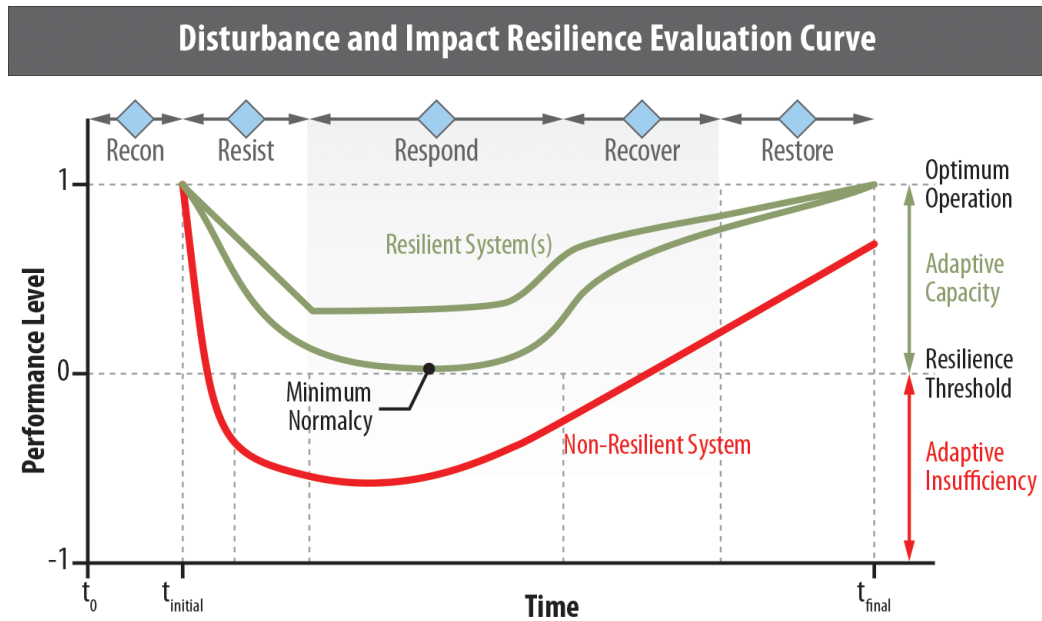 Disturbance and Impact Resilience Evaluation Curve
Recon
Resist
Respond
Recover
Restore
Performance Level
1
0
-1
Resilient System(s)
Minimum
Normalcy
Non-Resilient System
Optimum
Operation
Adaptive
Capacity
Resilience
Threshold
Adaptive
Insufficiency
t0
tinitial
Time
tfinal